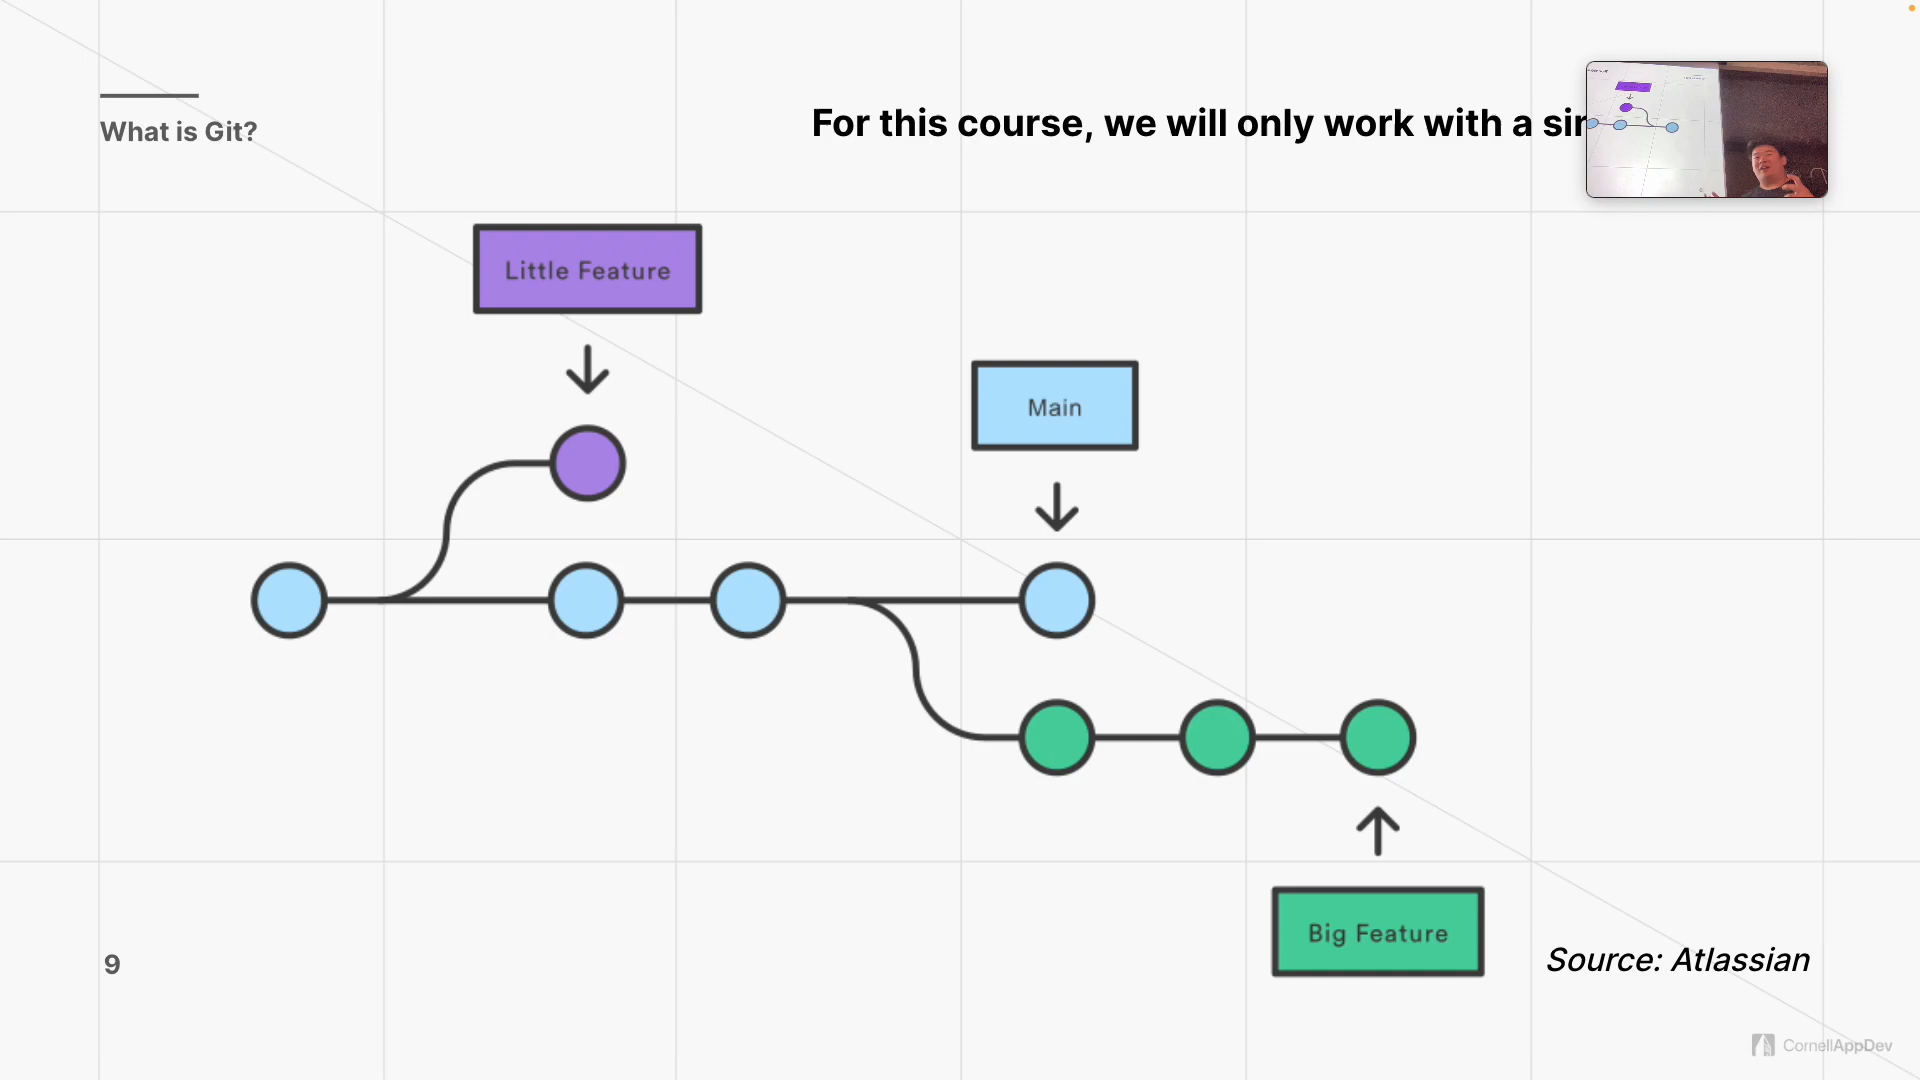 What is Git?
For this course, we will only work with a
Little Feature
Main
Big Feature
9
Source: Atlassian
CornellAppDev